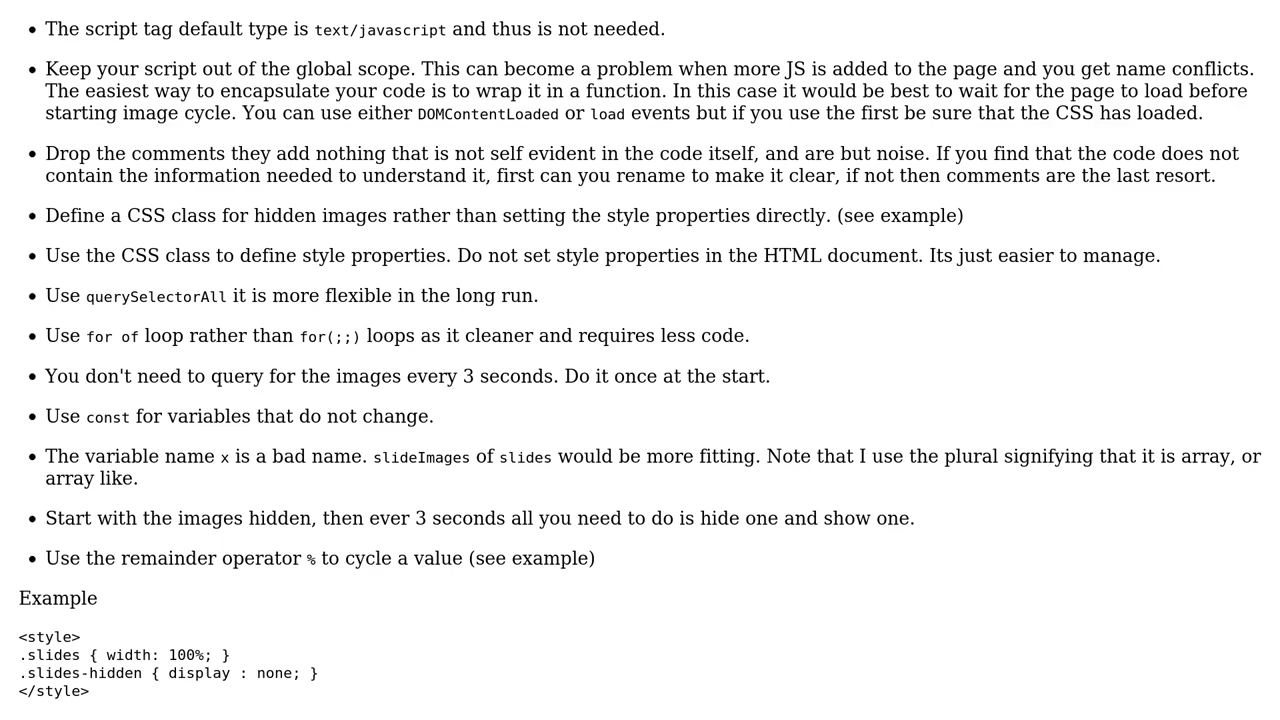 The script tag default type is text/javascript and thus is not needed.
Keep your script out of the global scope. This can become a problem when more JS is added to the page and you get name conflicts.
The easiest way to encapsulate your code is to wrap it in a function. In this case it would be best to wait for the page to load before
starting image cycle. You can use either DOMContentLoaded or load events but if you use the first be sure that the CSS has loaded.
Drop the comments they add nothing that is not self evident in the code itself, and are but noise. If you find that the code does not
contain the information needed to understand it, first can you rename to make it clear, if not then comments are the last resort.
Define a CSS class for hidden images rather than setting the style properties directly. (see example)
Use the CSS class to define style properties. Do not set style properties in the HTML document. Its just easier to manage.
Use querySelectorAll it is more flexible in the long run.
Use for of loop rather than for(;;) loops as it cleaner and requires less code.
You don't need to query for the images every 3 seconds. Do it once at the start.
Use const for variables that do not change.
The variable name x is a bad name. slideImages of slides would be more fitting. Note that I use the plural signifying that it is array, or
array like.
Start with the images hidden, then ever 3 seconds all you need to do is hide one and show one.
Use the remainder operator % to cycle a value (see example)
Example
<style>
.slides { width: 100%; }
.slides-hidden { display : none; }
</style>